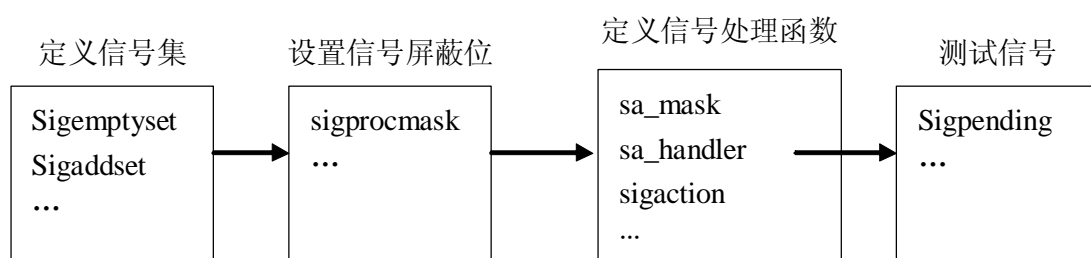 定义信号集
设置信号屏蔽位
定义信号处理函数
测试信号
Sigemptyset
Sigaddset
…
sigprocmask
…
sa_mask
sa_handler
sigaction
...
Sigpending
…